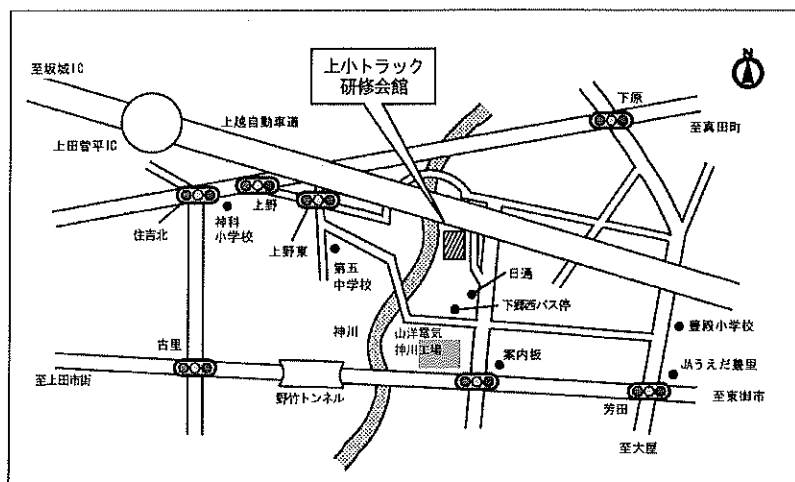 上小トラック
研修会館
N
至坂城IC
下原
上越自動車道
至真田町
上田菅平IC
上野
住吉北
神科
小学校
上野東
第五
中学校
日通
下郷西バス停
神川
山洋電気
神川工場
豊殿小学校
古里
案内板
JAうえだ豊里
至上田市街
野竹トンネル
芳田
至東御市
至大屋